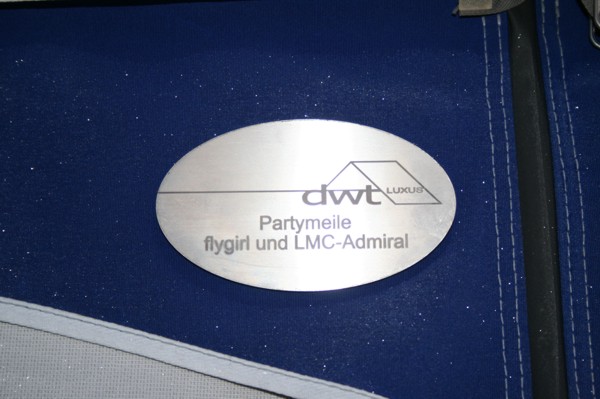 dwt LUXUS
Partymeile
flygirl und LMC-Admiral